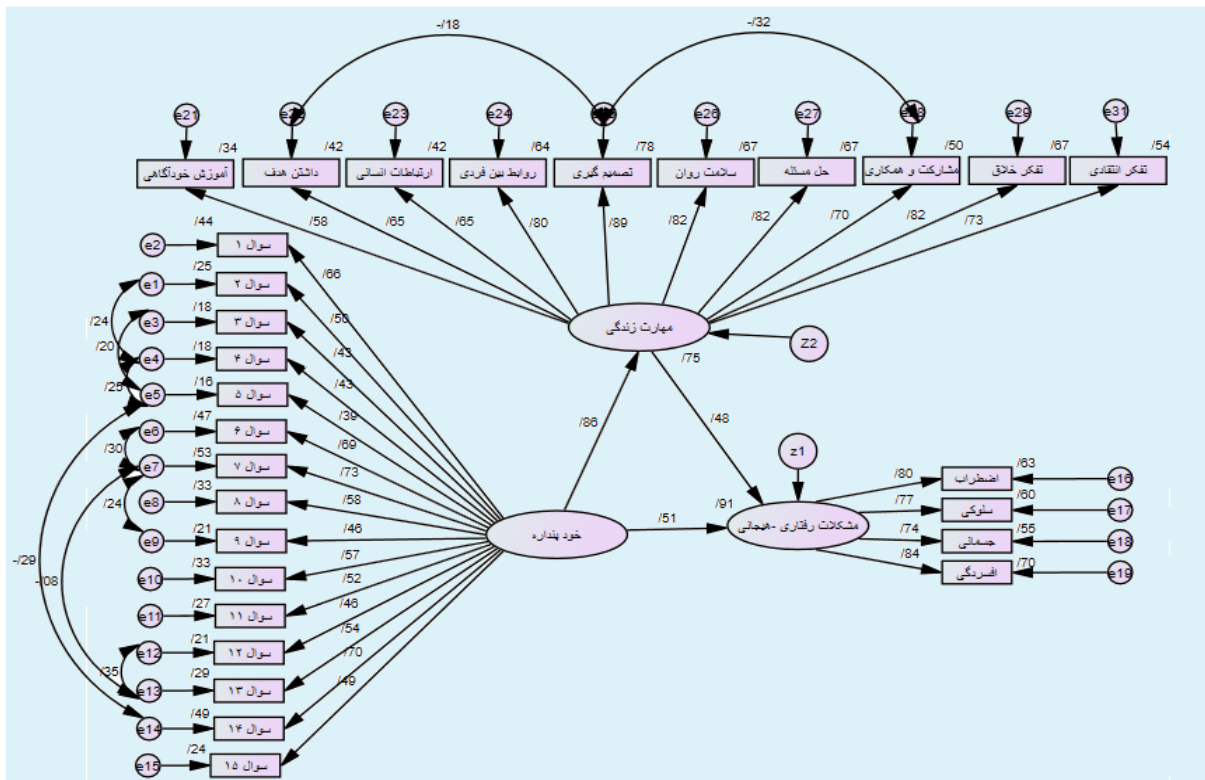 -/18
-/32
e21
e23
e24
e26
e27
e29
e31
/34
/42
/42
/64
/78
/67
/67
/50
/67
/54
آموزش خودآگاهی
داشتن هدف
ارتباطات انسانی
روابط بین فردی
تصمیم گیری
سلامت روان
حل مسئله
مشارکت و همکاری
تفکر خلاق
تفکر انتقادی
/58
/65
/65
/80
/89
/82
/82
/70
/82
/73
مهارت زندگی
Z2
/75
/44
e2
سوال ۱
/66
/25
e1
سوال ۲
/50
/18
e3
سوال ۳
/43
/18
e4
سوال ۴
/43
/16
e5
سوال ۵
/39
/47
e6
سوال ۶
/69
/53
e7
سوال ۷
/73
/33
e8
سوال ۸
/58
/21
e9
سوال ۹
/46
/33
e10
سوال ۱۰
/57
/27
e11
سوال ۱۱
/52
/21
e12
سوال ۱۲
/46
/29
e13
سوال ۱۳
/54
/49
e14
سوال ۱۴
/70
/24
e15
سوال ۱۵
/49
/24
/20
/25
/30
/24
-/29
-/08
/35
خود پنداره
/86
/48
/51
z1
/91
مشکلات رفتاری -هیجانی
/80
/77
/74
/84
اضطراب
/63
e16
سلوکی
/60
e17
جسمانی
/55
e18
افسردگی
/70
e19